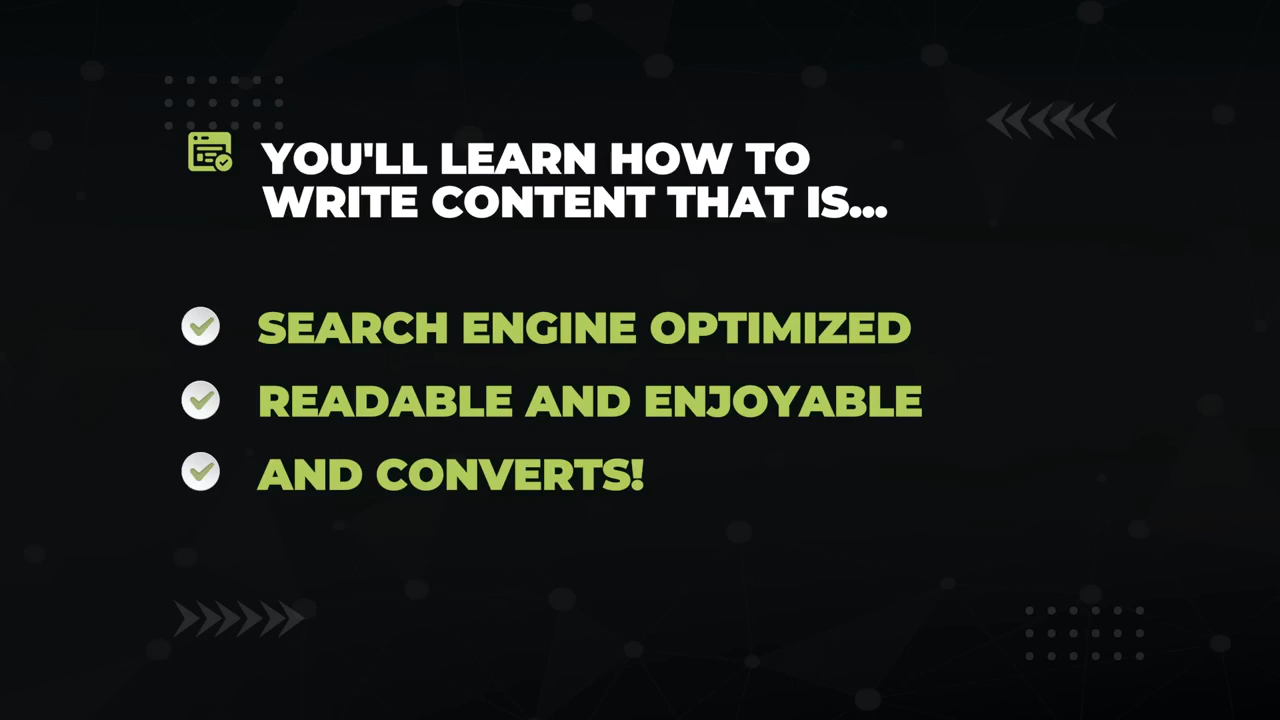 YOU'LL LEARN HOW TO
WRITE CONTENT THAT IS...
SEARCH ENGINE OPTIMIZED
READABLE AND ENJOYABLE
AND CONVERTS!